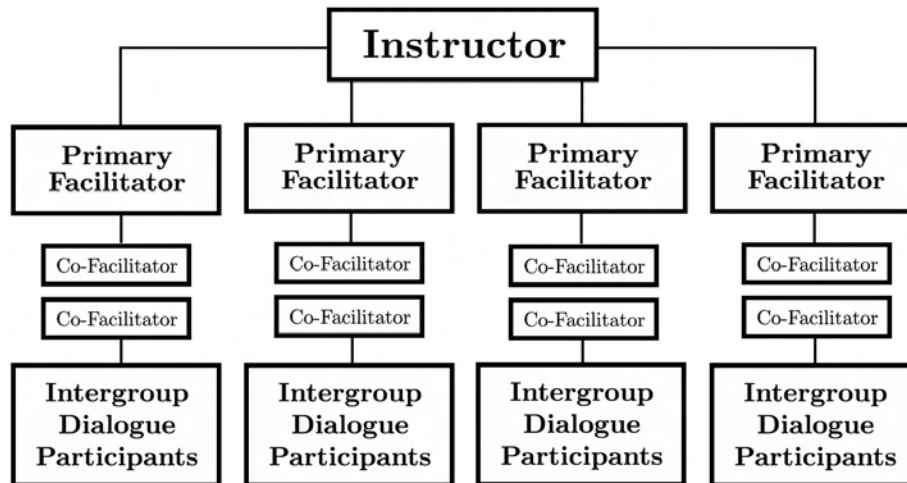 Instructor
Primary
Facilitator
Primary
Facilitator
Primary
Facilitator
Primary
Facilitator
Co-Facilitator
Co-Facilitator
Co-Facilitator
Co-Facilitator
Co-Facilitator
Co-Facilitator
Co-Facilitator
Co-Facilitator
Intergroup
Dialogue
Participants
Intergroup
Dialogue
Participants
Intergroup
Dialogue
Participants
Intergroup
Dialogue
Participants